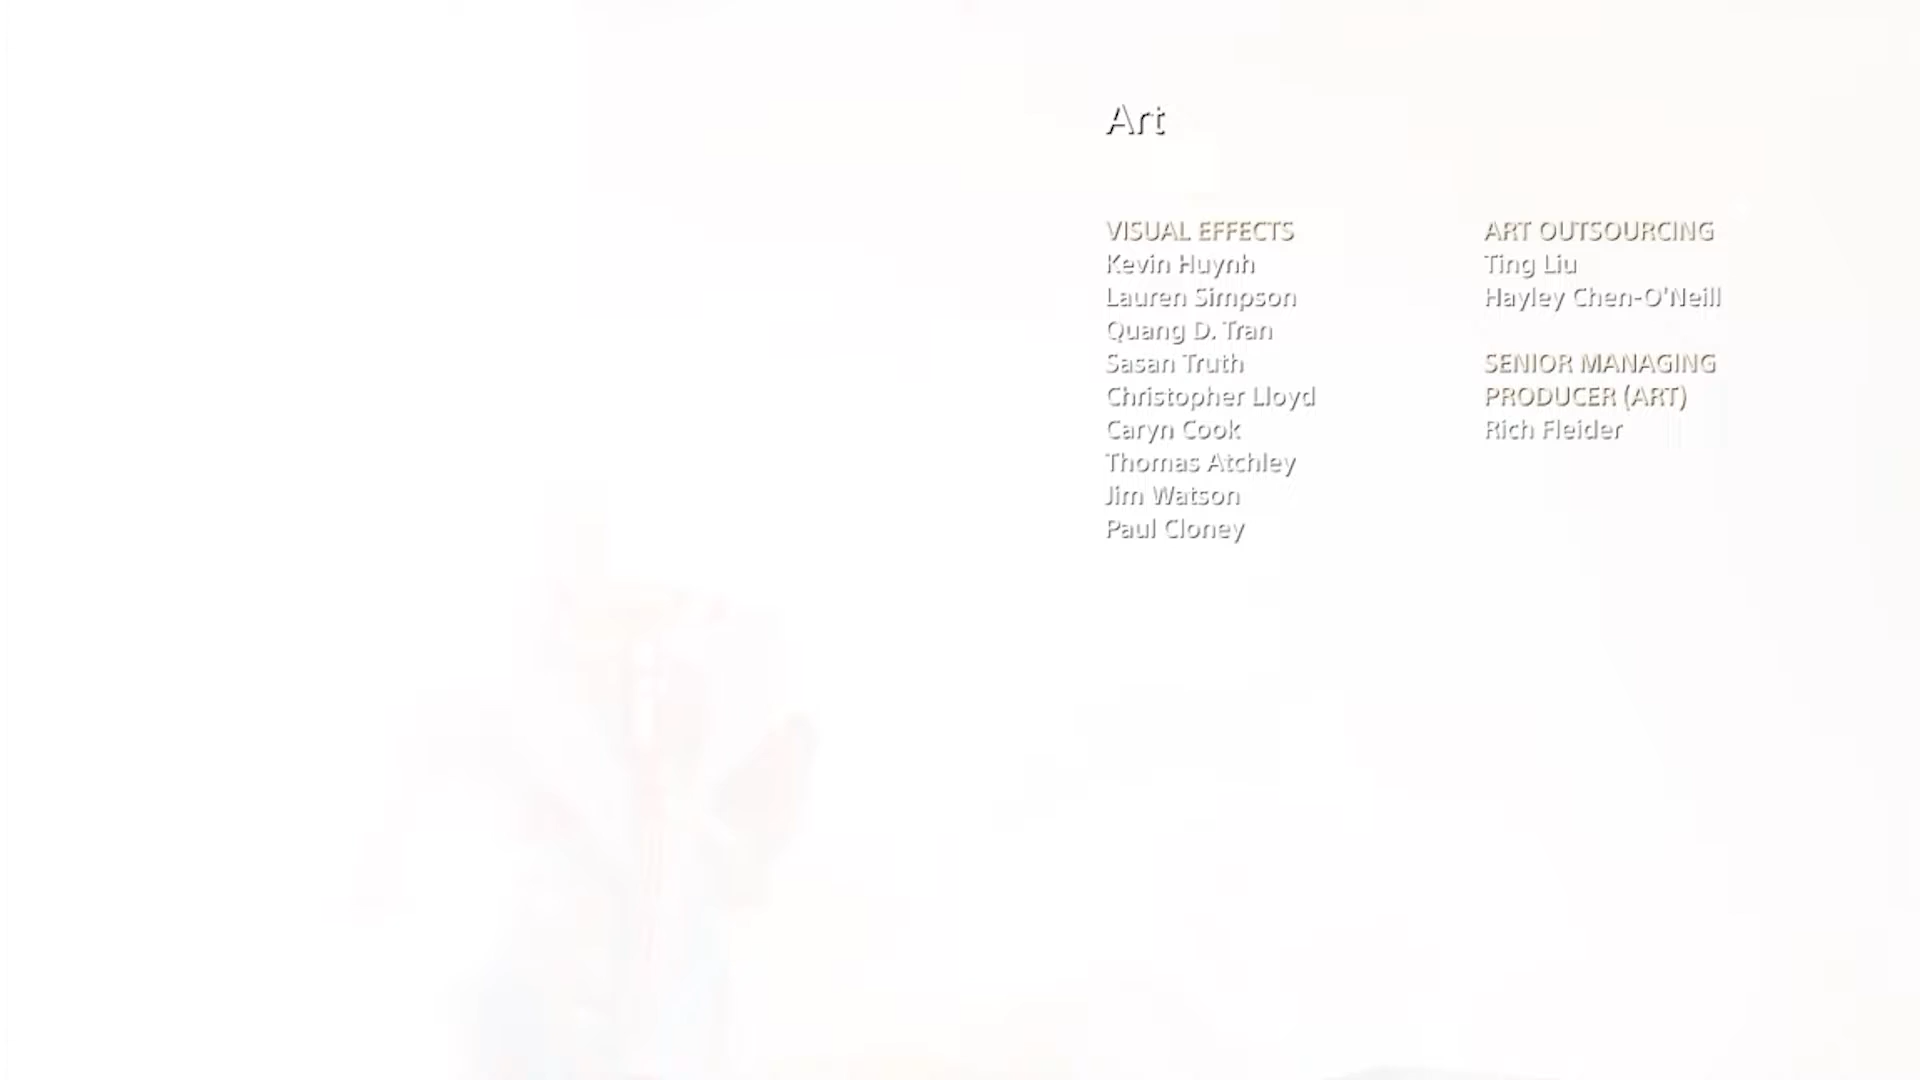 Art
VISUAL EFFECTS
Kevin Huynh
Lauren Simpson
Quang D. Tran
Sasan Truth
Christopher Lloyd
Caryn Cook
Thomas Atchley
Jim Watson
Paul Cloney
ART OUTSOURCING
Ting Liu
Hayley Chen-O'Neill
SENIOR MANAGING
PRODUCER (ART)
Rich Fleider